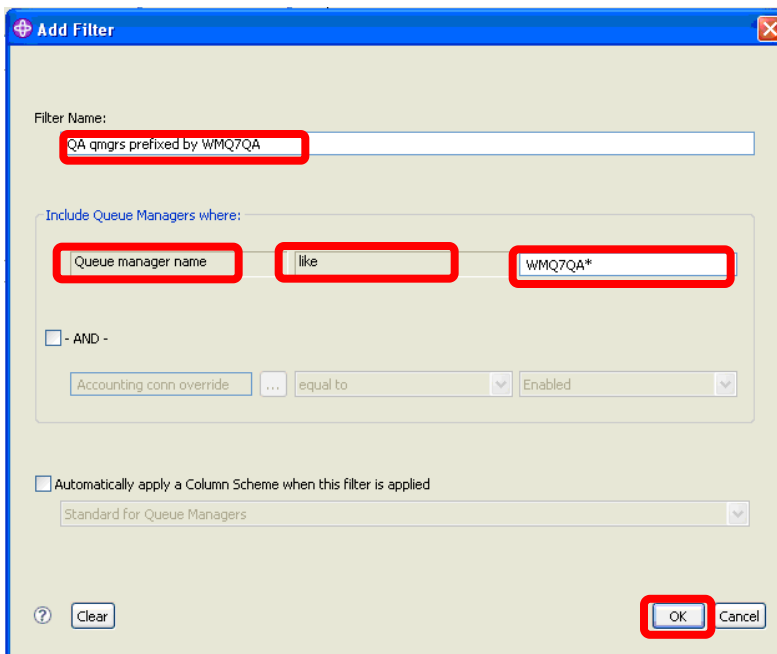 Add Filter
Filter Name:
QA qmgrs prefixed by WMQ7QA
Include Queue Managers where:
Queue manager name like WMQ7QA*
- AND -
Accounting conn override ... equal to Enabled
Automatically apply a Column Scheme when this filter is applied
Standard for Queue Managers
? Clear OK Cancel